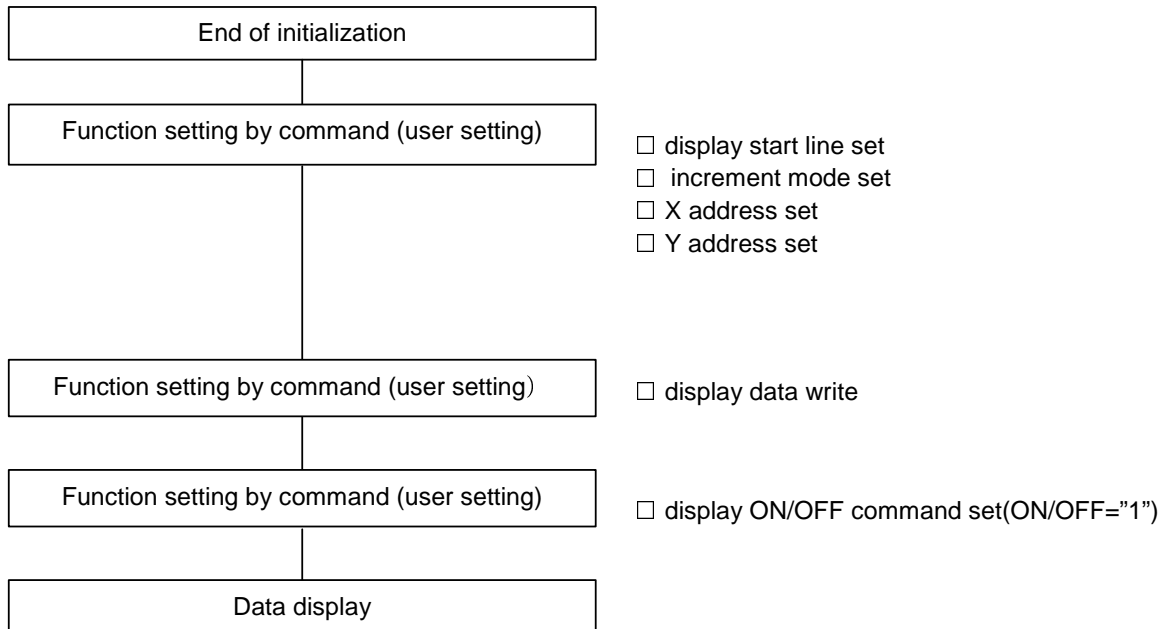 End of initialization
Function setting by command (user setting)
□ display start line set
□ increment mode set
□ X address set
□ Y address set
Function setting by command (user setting）
□ display data write
Function setting by command (user setting)
□ display ON/OFF command set(ON/OFF=”1”)
Data display